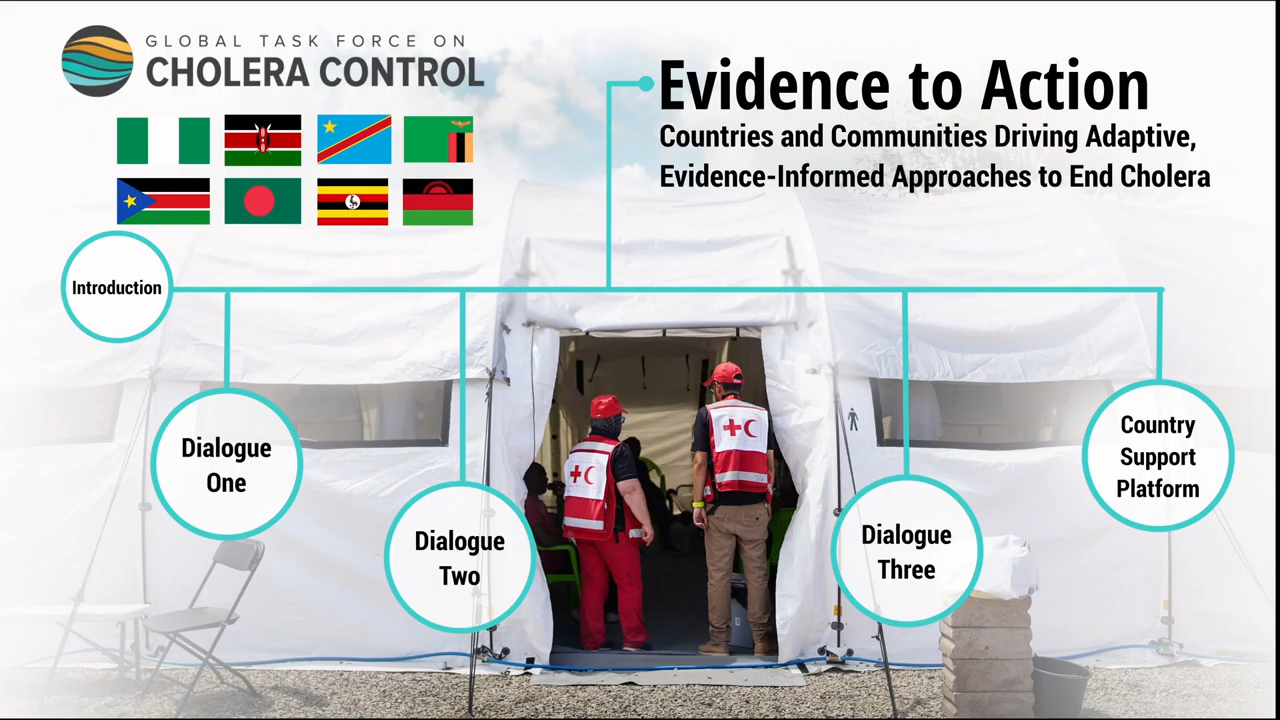 GLOBAL TASK FORCE ON
CHOLERA CONTROL
Evidence to Action
Countries and Communities Driving Adaptive,
Evidence-Informed Approaches to End Cholera
Introduction
Dialogue
One
Dialogue
Two
Dialogue
Three
Country
Support
Platform